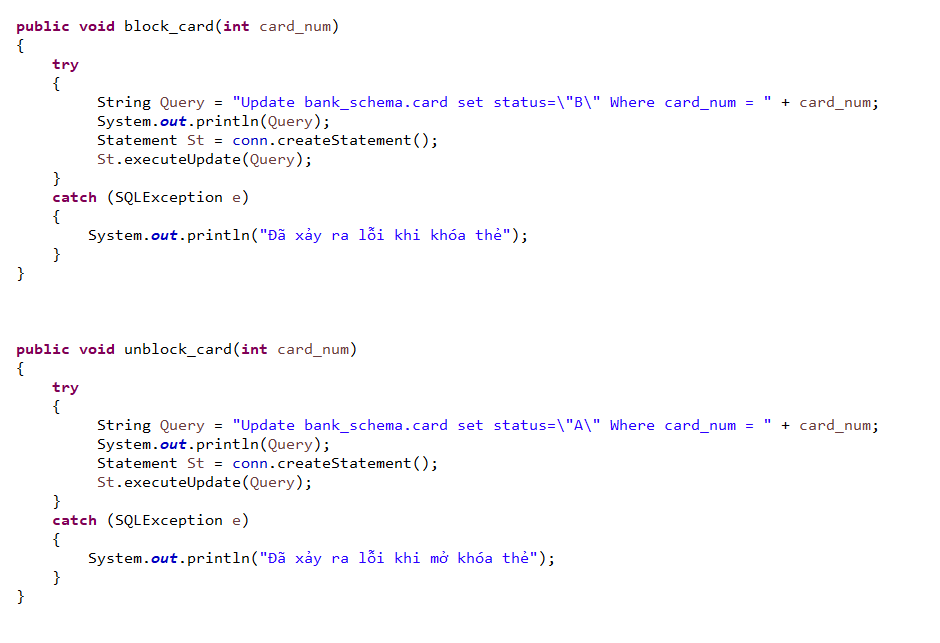 public void block_card(int card_num)
{
    try
    {
         String Query = "Update bank_schema.card set status=\"B\" Where card_num = " + card_num;
         System.out.println(Query);
         Statement St = conn.createStatement();
         St.executeUpdate(Query);
    }
    catch (SQLException e)
    {
        System.out.println("Đã xảy ra lỗi khi khóa thẻ");
    }
}
public void unblock_card(int card_num)
{
    try
    {
         String Query = "Update bank_schema.card set status=\"A\" Where card_num = " + card_num;
         System.out.println(Query);
         Statement St = conn.createStatement();
         St.executeUpdate(Query);
    }
    catch (SQLException e)
    {
        System.out.println("Đã xảy ra lỗi khi mở khóa thẻ");
    }
}